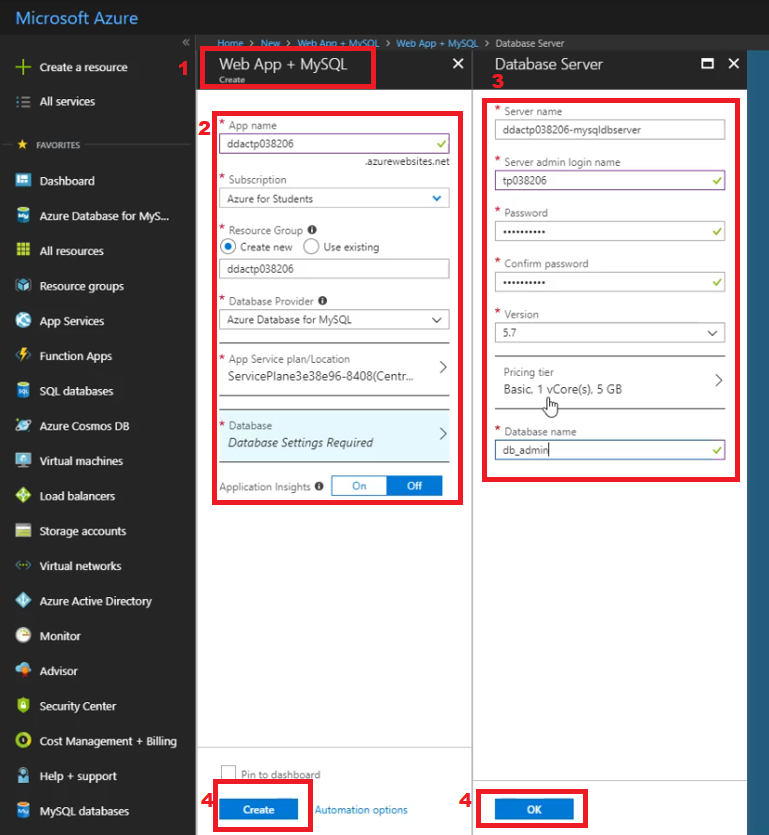 Microsoft Azure
«
Create a resource
All services
FAVORITES
Dashboard
Azure Database for MyS...
All resources
Resource groups
App Services
Function Apps
SQL databases
Azure Cosmos DB
Virtual machines
Load balancers
Storage accounts
Virtual networks
Azure Active Directory
Monitor
Advisor
Security Center
Cost Management + Billing
Help + support
MySQL databases
Home > New > Web App + MySQL > Web App + MySQL > Database Server
1
Web App + MySQL
Create
2
* App name
ddactp038206
.azurewebsites.net
* Subscription
Azure for Students
* Resource Group
Create new Use existing
ddactp038206
* Database Provider
Azure Database for MySQL
* App Service plan/Location
ServicePlane3e38e96-8408(Centr...
* Database
Database Settings Required
Application Insights On Off
Pin to dashboard
4
Create Automation options
Database Server
3
* Server name
ddactp038206-mysqldbserver
* Server admin login name
tp038206
* Password
••••••••••
* Confirm password
••••••••••
* Version
5.7
Pricing tier
Basic, 1 vCore(s), 5 GB
* Database name
db_admin
4
OK